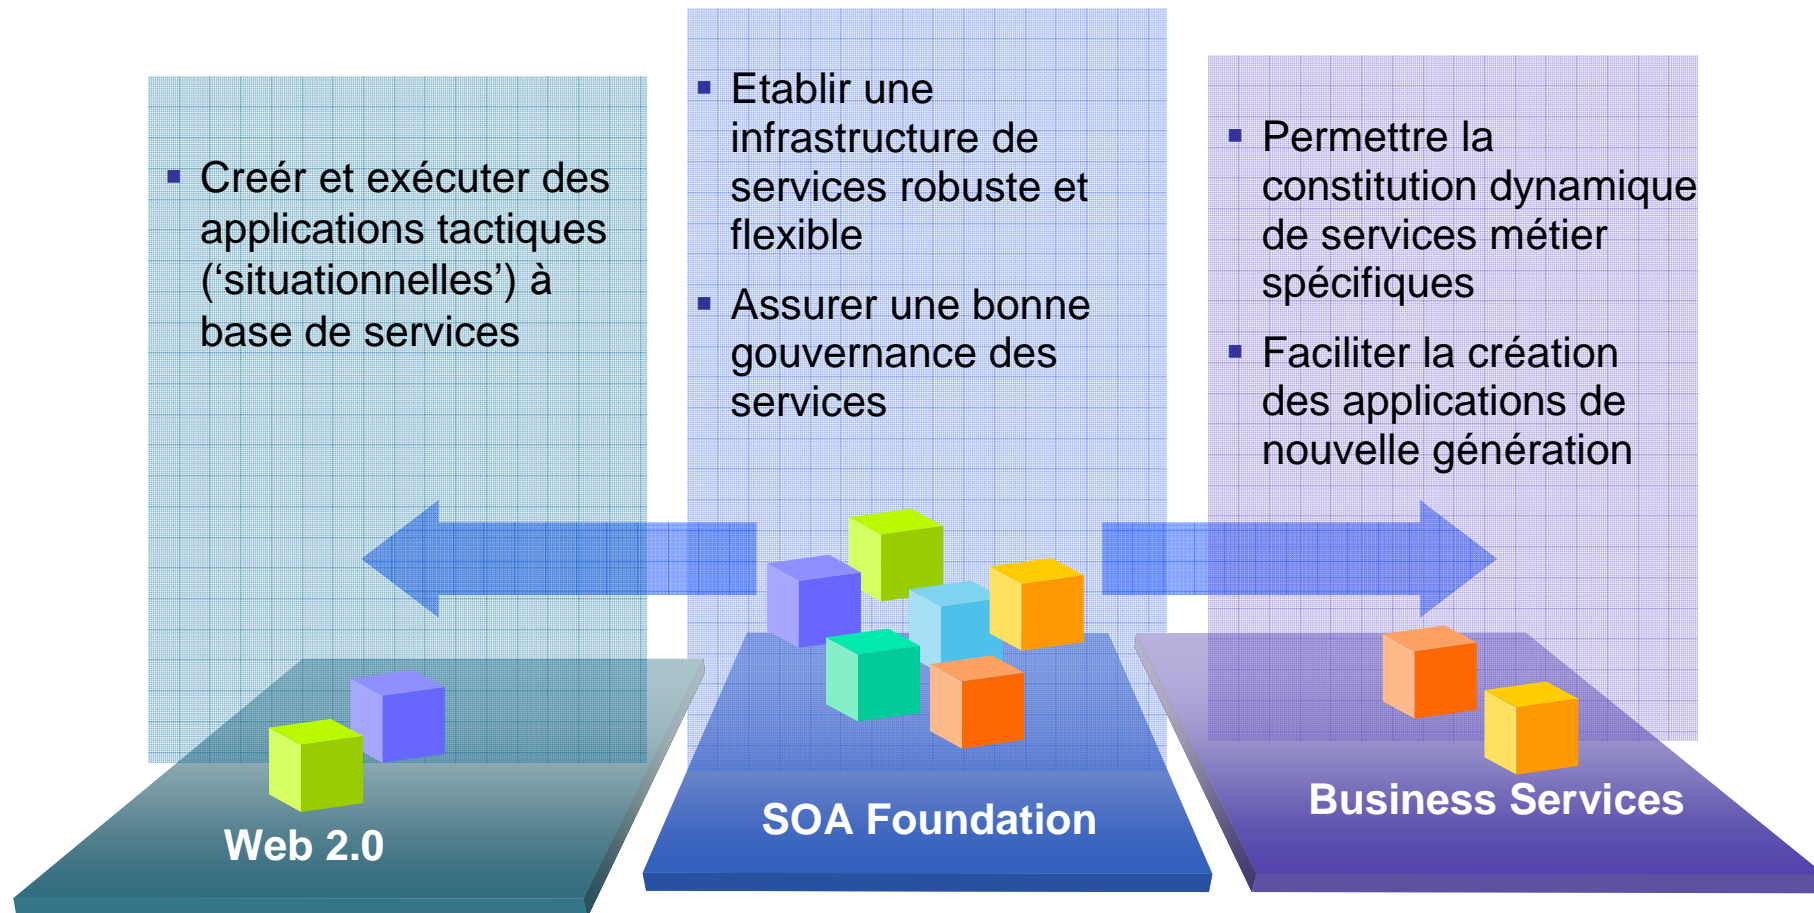 Creér et exécuter des
applications tactiques
(‘situationnelles’) à
base de services
Web 2.0
Etablir une
infrastructure de
services robuste et
flexible
Assurer une bonne
gouvernance des
services
SOA Foundation
Permettre la
constitution dynamique
de services métier
spécifiques
Faciliter la création
des applications de
nouvelle génération
Business Services